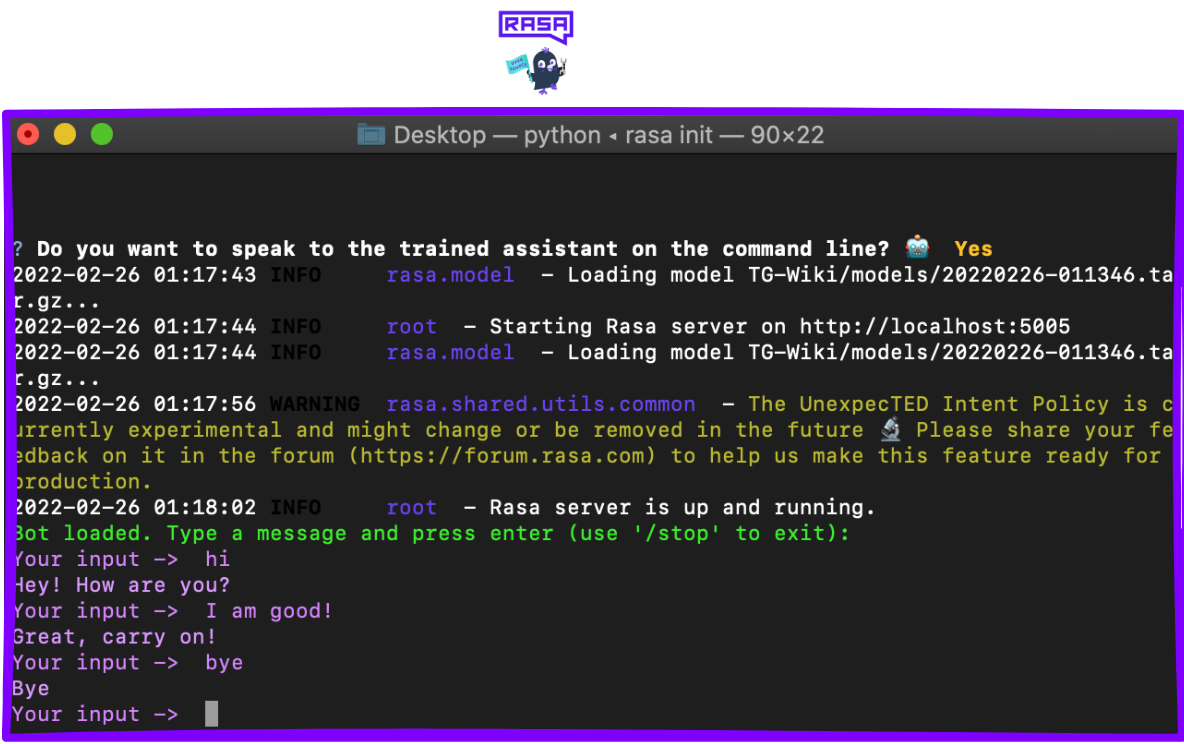 RASA
Desktop — python ◂ rasa init — 90×22
? Do you want to speak to the trained assistant on the command line? 🤖 Yes
2022-02-26 01:17:43 INFO     rasa.model  - Loading model TG-Wiki/models/20220226-011346.ta
r.gz...
2022-02-26 01:17:44 INFO     root  - Starting Rasa server on http://localhost:5005
2022-02-26 01:17:44 INFO     rasa.model  - Loading model TG-Wiki/models/20220226-011346.ta
r.gz...
2022-02-26 01:17:56 WARNING  rasa.shared.utils.common  - The UnexpecTED Intent Policy is c
urrently experimental and might change or be removed in the future 🔬 Please share your fe
edback on it in the forum (https://forum.rasa.com) to help us make this feature ready for
production.
2022-02-26 01:18:02 INFO     root  - Rasa server is up and running.
Bot loaded. Type a message and press enter (use '/stop' to exit):
Your input ->  hi
Hey! How are you?
Your input ->  I am good!
Great, carry on!
Your input ->  bye
Bye
Your input ->